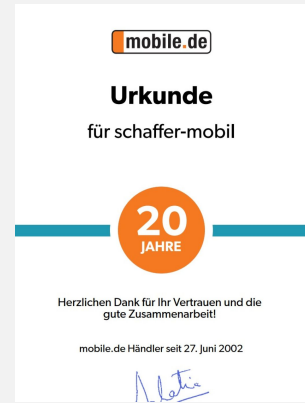 mobile.de
Urkunde
für schaffer-mobil
20
JAHRE
Herzlichen Dank für Ihr Vertrauen und die
gute Zusammenarbeit!
mobile.de Händler seit 27. Juni 2002